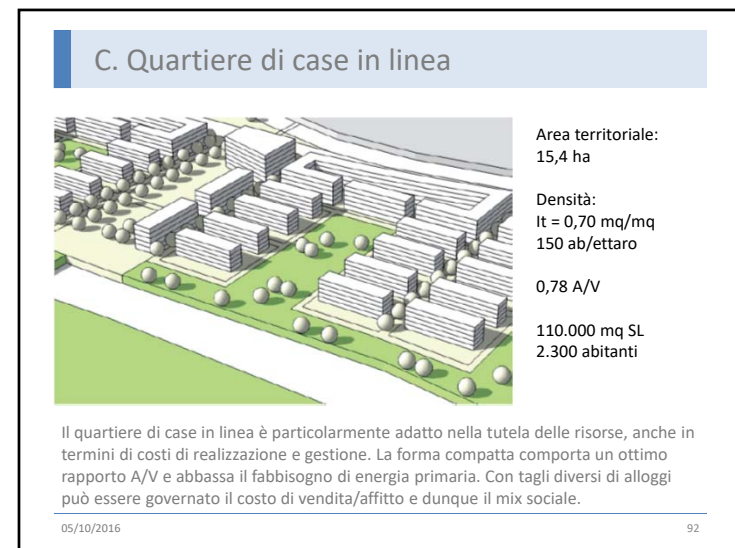 C. Quartiere di case in linea
Area territoriale:
15,4 ha
Densità:
It = 0,70 mq/mq
150 ab/ettaro
0,78 A/V
110.000 mq SL
2.300 abitanti
Il quartiere di case in linea è particolarmente adatto nella tutela delle risorse, anche in
termini di costi di realizzazione e gestione. La forma compatta comporta un ottimo
rapporto A/V e abbassa il fabbisogno di energia primaria. Con tagli diversi di alloggi
può essere governato il costo di vendita/affitto e dunque il mix sociale.
05/10/2016
92